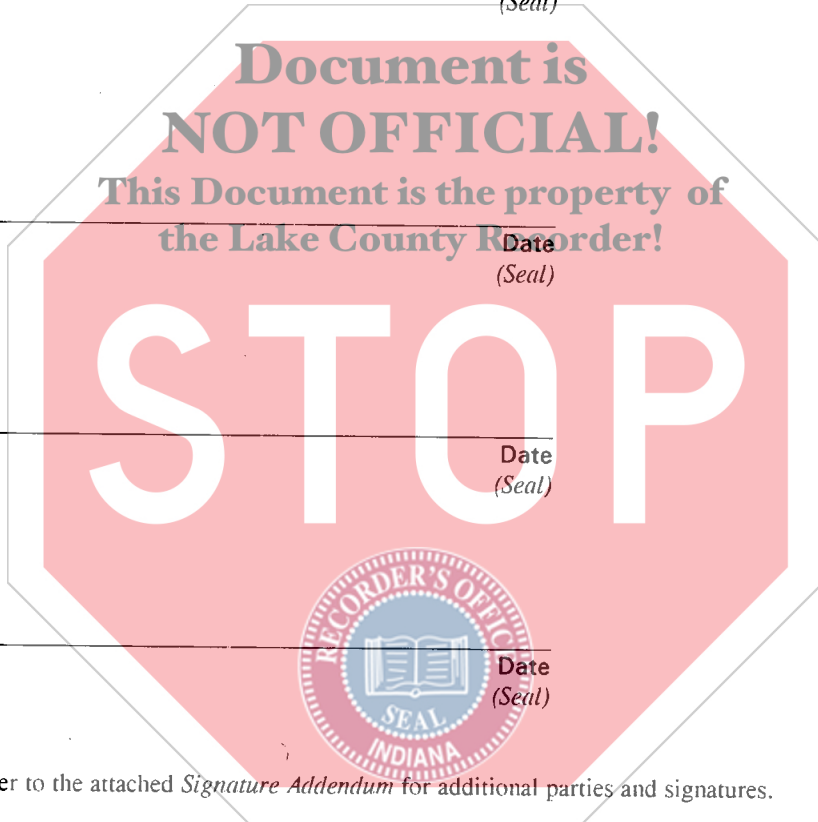 (Seal)
Document is
NOT OFFICIAL!
This Document is the property of
the Lake County Recorder!
Date
(Seal)
STOP
Date
(Seal)
RECORDER'S OFFICE
SEAL
INDIANA
Date
(Seal)
to the attached Signature Addendum for additional parties and signatures.